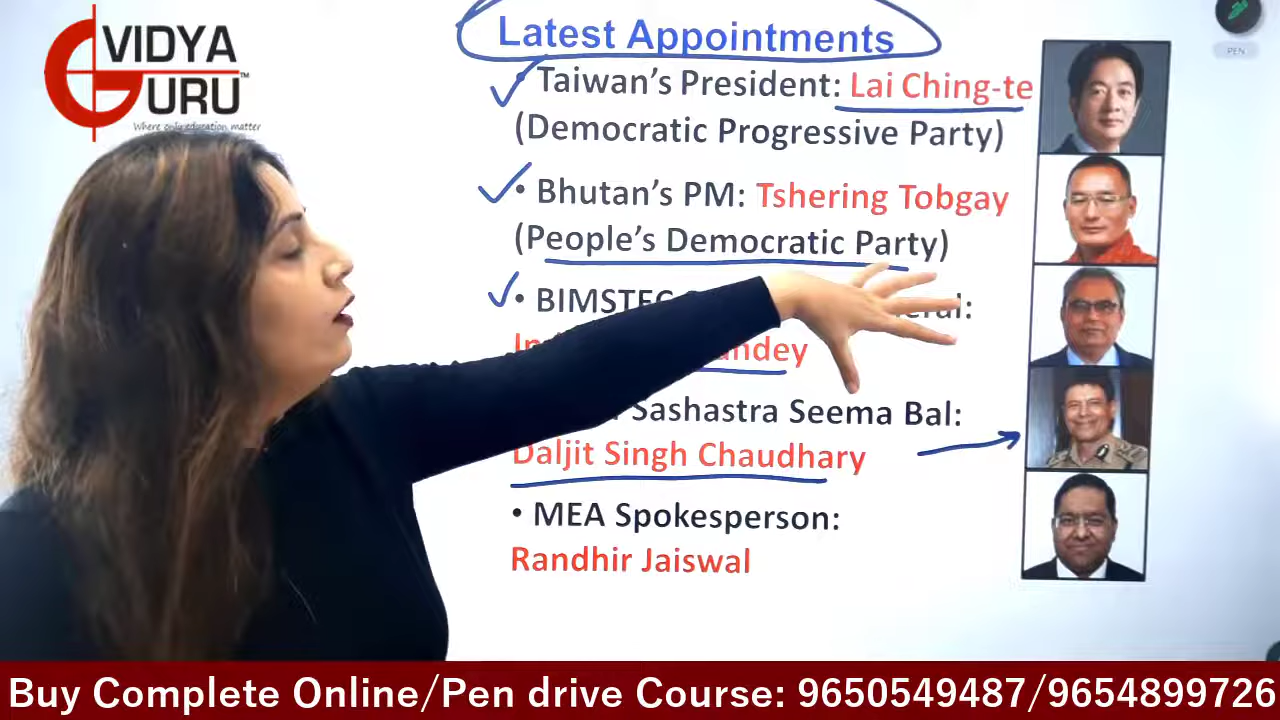 VIDYA
GURU™
Where only education matter
Latest Appointments
PEN
• Taiwan's President: Lai Ching-te
(Democratic Progressive Party)
• Bhutan's PM: Tshering Tobgay
(People's Democratic Party)
• BIMSTEC
• Sashastra Seema Bal:
Daljit Singh Chaudhary
• MEA Spokesperson:
Randhir Jaiswal
Buy Complete Online/Pen drive Course: 9650549487/9654899726